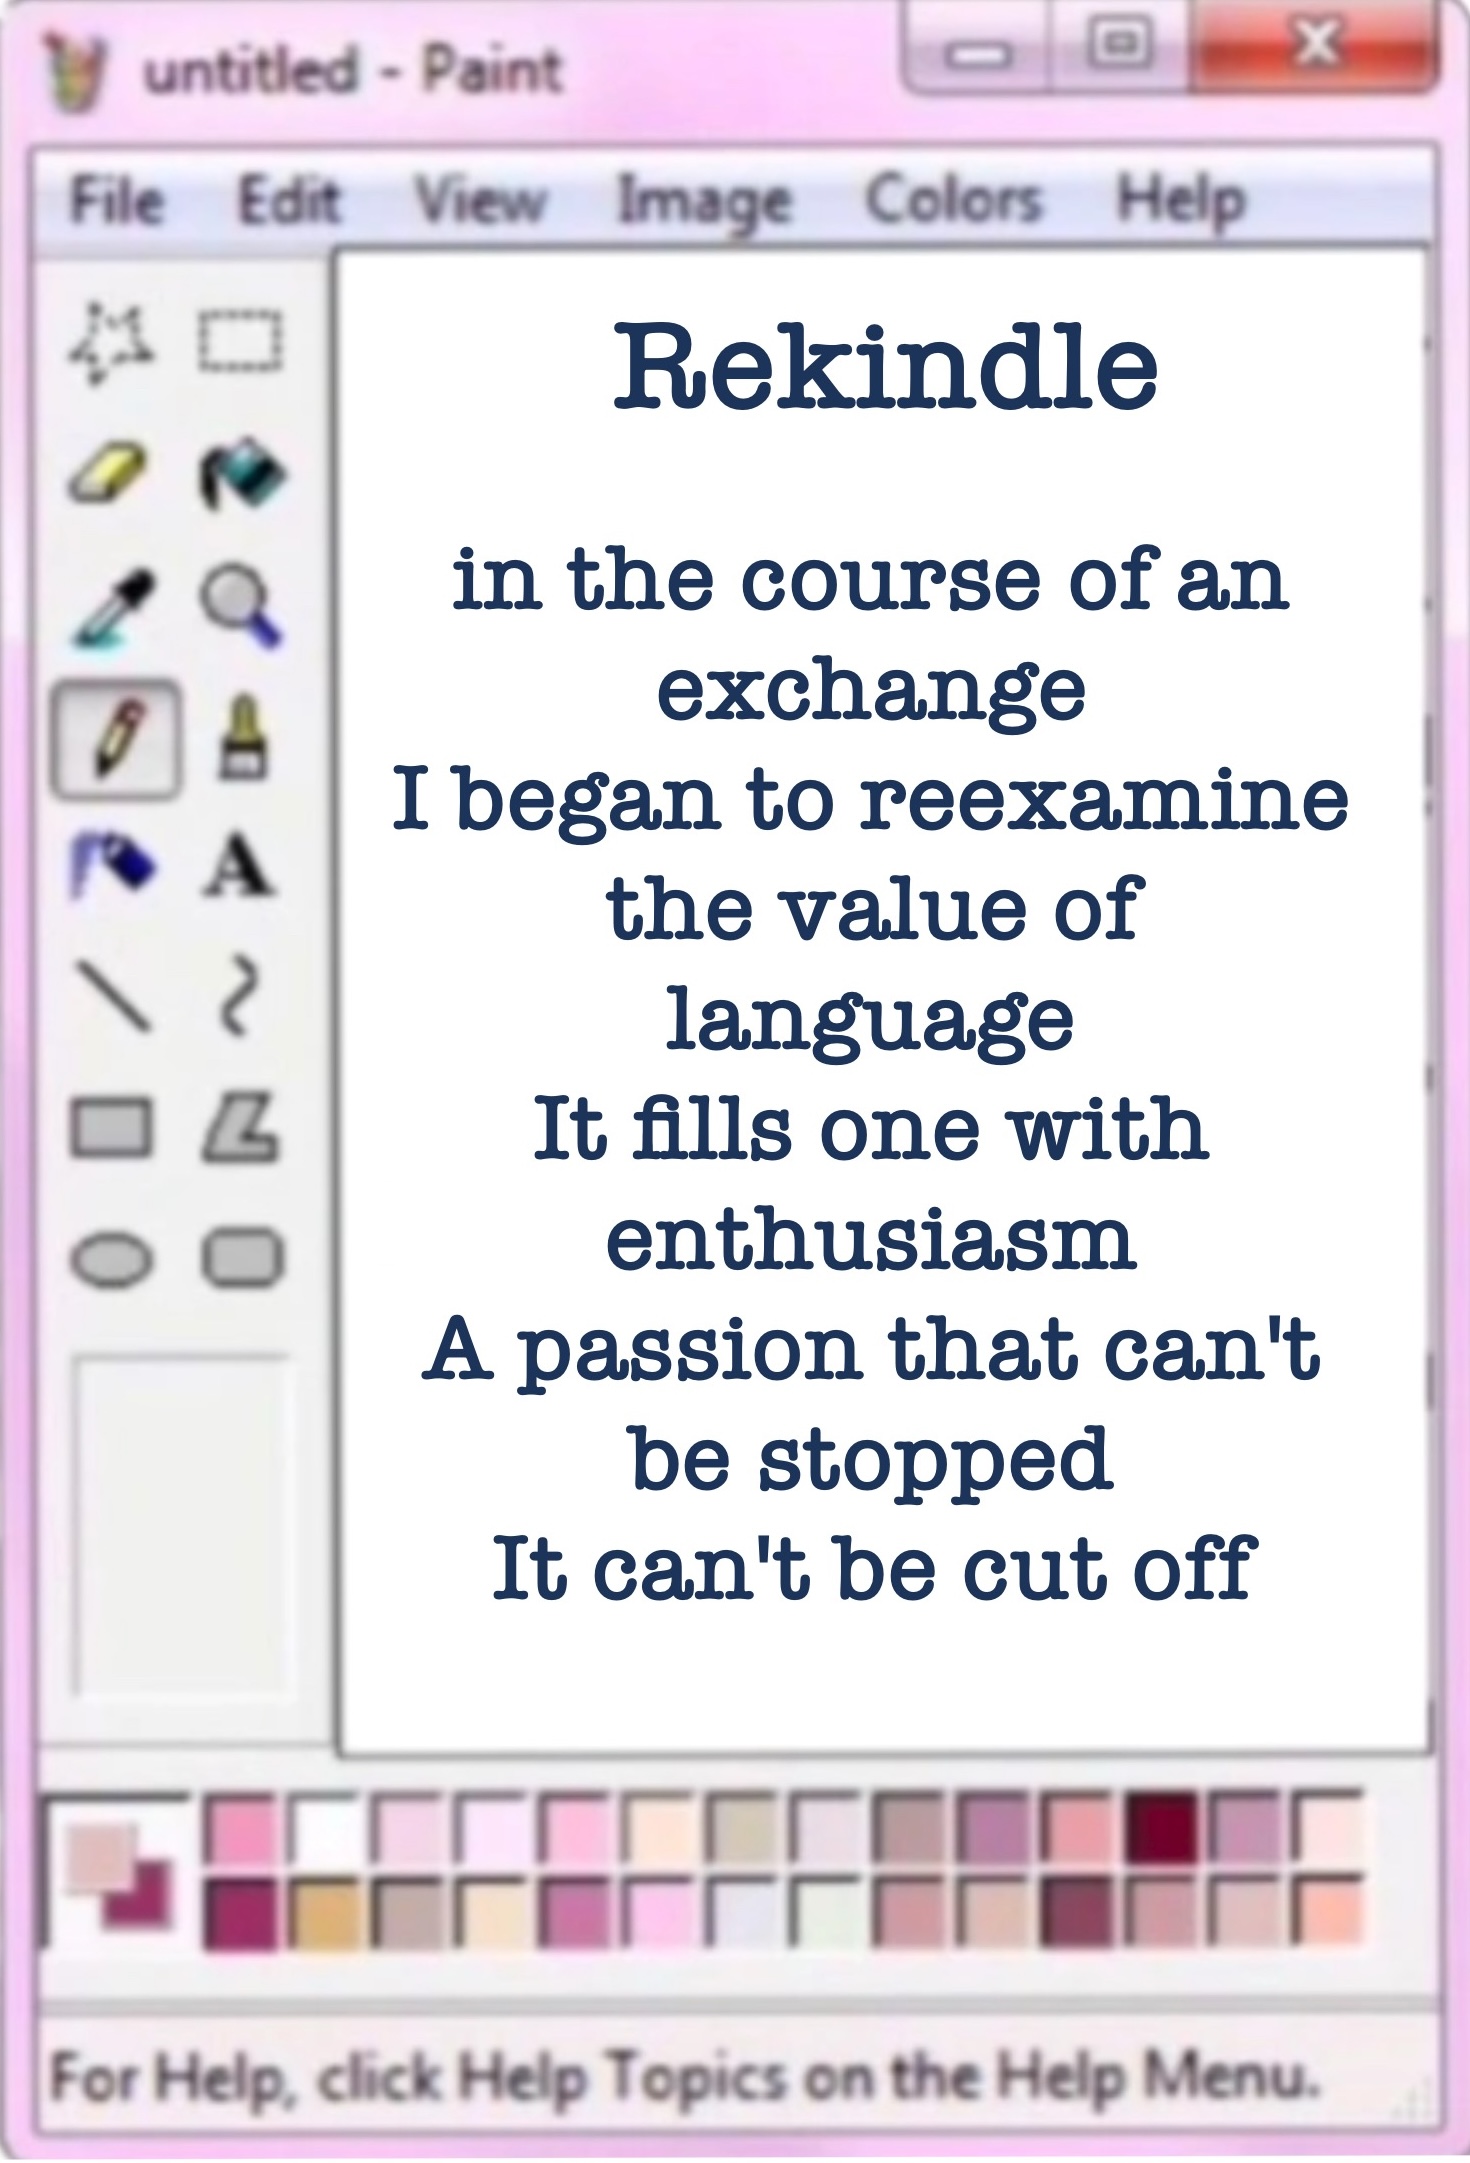 untitled - Paint
File Edit View Image Colors Help
Rekindle
in the course of an
exchange
I began to reexamine
the value of
language
It fills one with
enthusiasm
A passion that can't
be stopped
It can't be cut off
A
For Help, click Help Topics on the Help Menu.